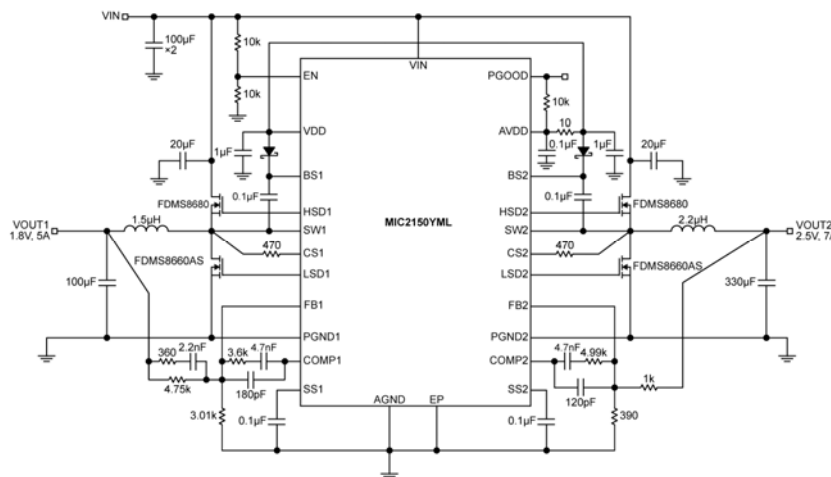 VIN
100µF
×2
10k
10k
EN
VIN
PGOOD
10k
VDD
AVDD
10
20µF
1µF
0.1µF
1µF
20µF
BS1
BS2
0.1µF
0.1µF
FDMS8680
HSD1
HSD2
FDMS8680
MIC2150YML
VOUT1
1.8V, 5A
1.5µH
SW1
SW2
2.2µH
VOUT2
2.5V, 7A
470
CS1
CS2
470
FDMS8660AS
LSD1
LSD2
FDMS8660AS
100µF
330µF
FB1
FB2
PGND1
PGND2
360
2.2nF
3.6k
4.7nF
COMP1
COMP2
4.7nF
4.99k
4.75k
180pF
120pF
1k
SS1
SS2
3.01k
0.1µF
AGND
EP
0.1µF
390